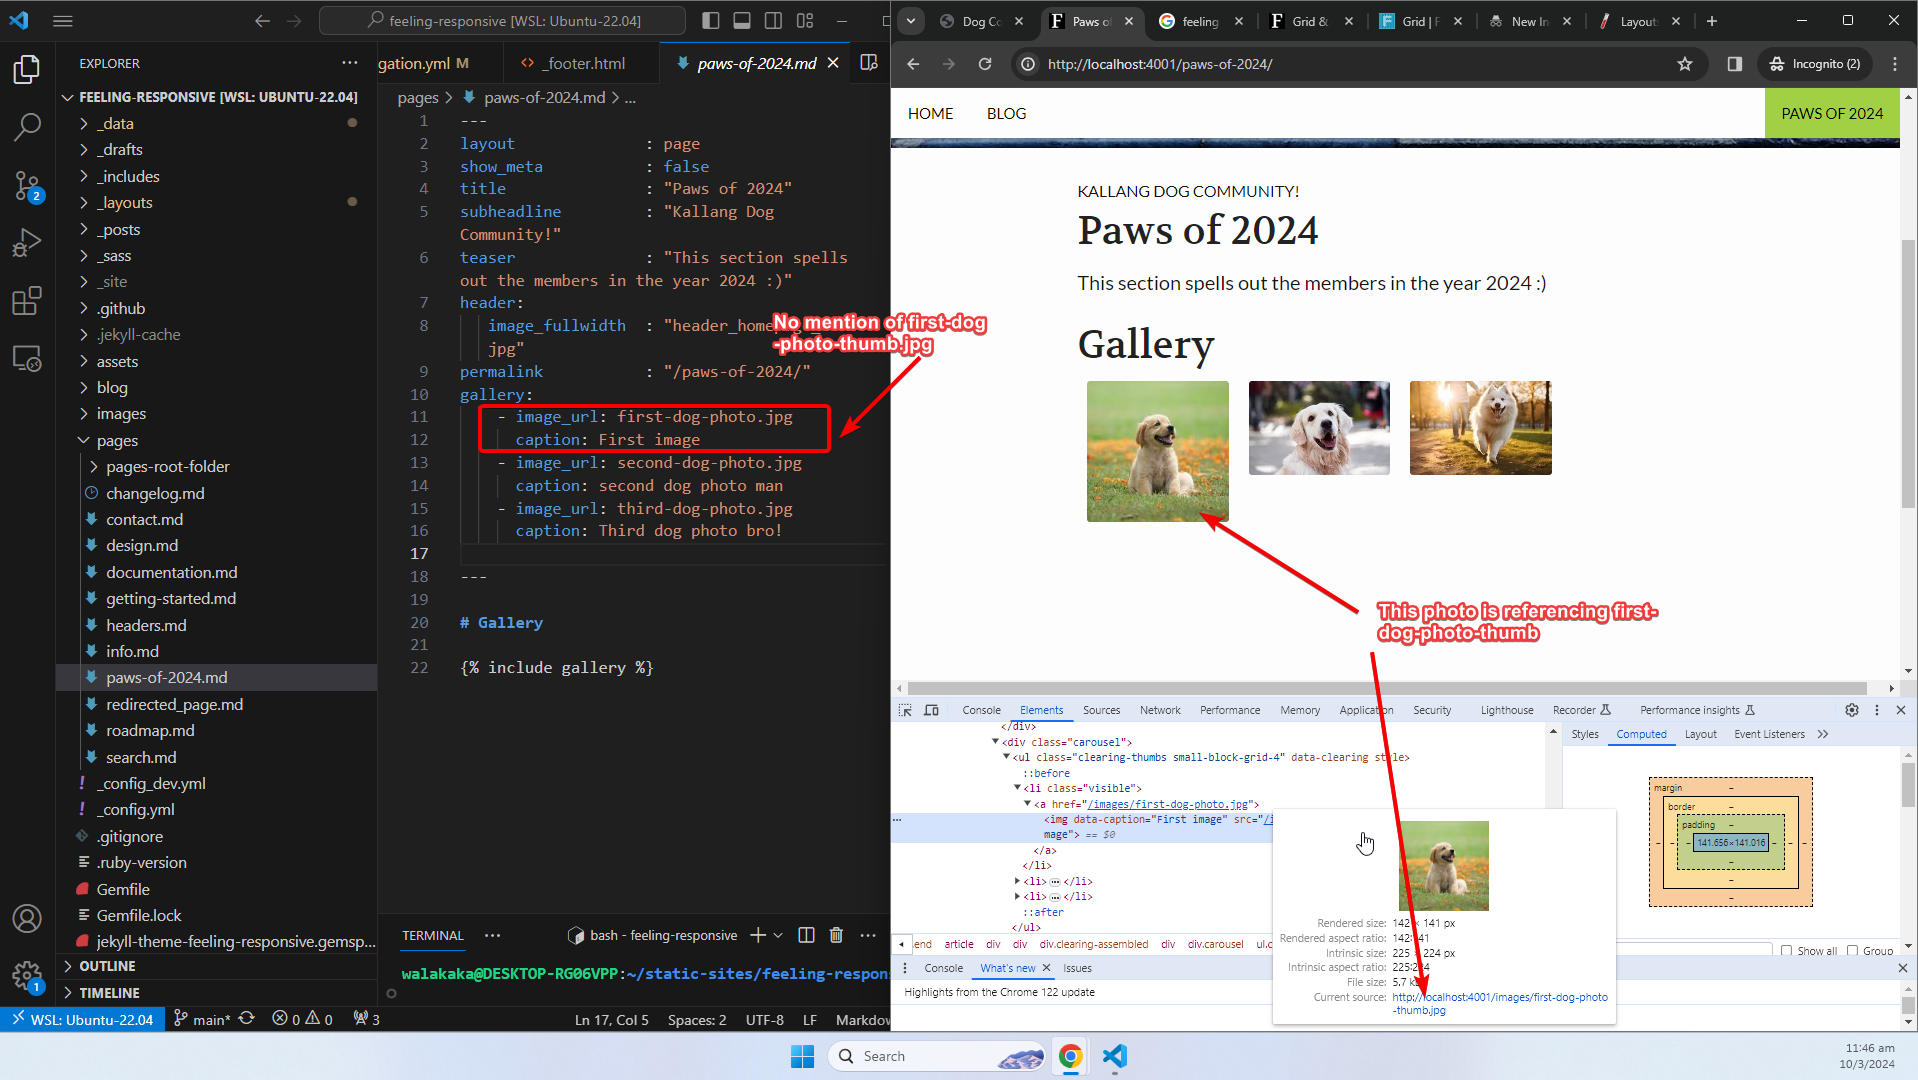 feeling-responsive [WSL: Ubuntu-22.04]
EXPLORER
FEELING-RESPONSIVE [WSL: UBUNTU-22.04]
_data
_drafts
_includes
_layouts
_posts
_sass
_site
.github
.jekyll-cache
assets
blog
images
pages
pages-root-folder
changelog.md
contact.md
design.md
documentation.md
getting-started.md
headers.md
info.md
paws-of-2024.md
redirected_page.md
roadmap.md
search.md
! _config_dev.yml
! _config.yml
.gitignore
.ruby-version
Gemfile
Gemfile.lock
jekyll-theme-feeling-responsive.gemsp...
OUTLINE
TIMELINE
2
1
gation.yml M
_footer.html
paws-of-2024.md
pages > paws-of-2024.md > ...
1 ---
2 layout : page
3 show_meta : false
4 title : "Paws of 2024"
5 subheadline : "Kallang Dog
Community!"
6 teaser : "This section spells
out the members in the year 2024 :)"
7 header:
8 image_fullwidth : "header_home
jpg"
9 permalink : "/paws-of-2024/"
10 gallery:
11 - image_url: first-dog-photo.jpg
12 caption: First image
13 - image_url: second-dog-photo.jpg
14 caption: second dog photo man
15 - image_url: third-dog-photo.jpg
16 caption: Third dog photo bro!
17
18 ---
19
20 # Gallery
21
22 {% include gallery %}
No mention of first-dog
-photo-thumb.jpg
TERMINAL
bash - feeling-responsive
walakaka@DESKTOP-RG06VPP:~/static-sites/feeling-respon
WSL: Ubuntu-22.04
main*
0 0
3
Ln 17, Col 5
Spaces: 2
UTF-8
LF
Markdow
Dog Co
Paws of
feeling
Grid &
Grid | F
New In
Layout
http://localhost:4001/paws-of-2024/
Incognito (2)
HOME
BLOG
PAWS OF 2024
KALLANG DOG COMMUNITY!
Paws of 2024
This section spells out the members in the year 2024 :)
Gallery
This photo is referencing first-
dog-photo-thumb
Console
Elements
Sources
Network
Performance
Memory
Application
Security
Lighthouse
Recorder
Performance insights
</div>
<div class="carousel">
<ul class="clearing-thumbs small-block-grid-4" data-clearing style>
::before
<li class="visible">
<a href="/images/first-dog-photo.jpg">
<img data-caption="First image" src="/i
mage"> == $0
</a>
</li>
<li> </li>
<li> </li>
::after
</ul>
Rendered size: 142 × 141 px
Rendered aspect ratio: 142:141
Intrinsic size: 225 × 224 px
Intrinsic aspect ratio: 225:224
File size: 5.7
Current source: http://localhost:4001/images/first-dog-photo
-thumb.jpg
Styles
Computed
Layout
Event Listeners
margin
-
border
-
padding
-
141.656×141.016
Show all
Group
.end
article
div
div
div.clearing-assembled
div
div.carousel
ul.c
Console
What's new
Issues
Highlights from the Chrome 122 update
Search
11:46 am
10/3/2024